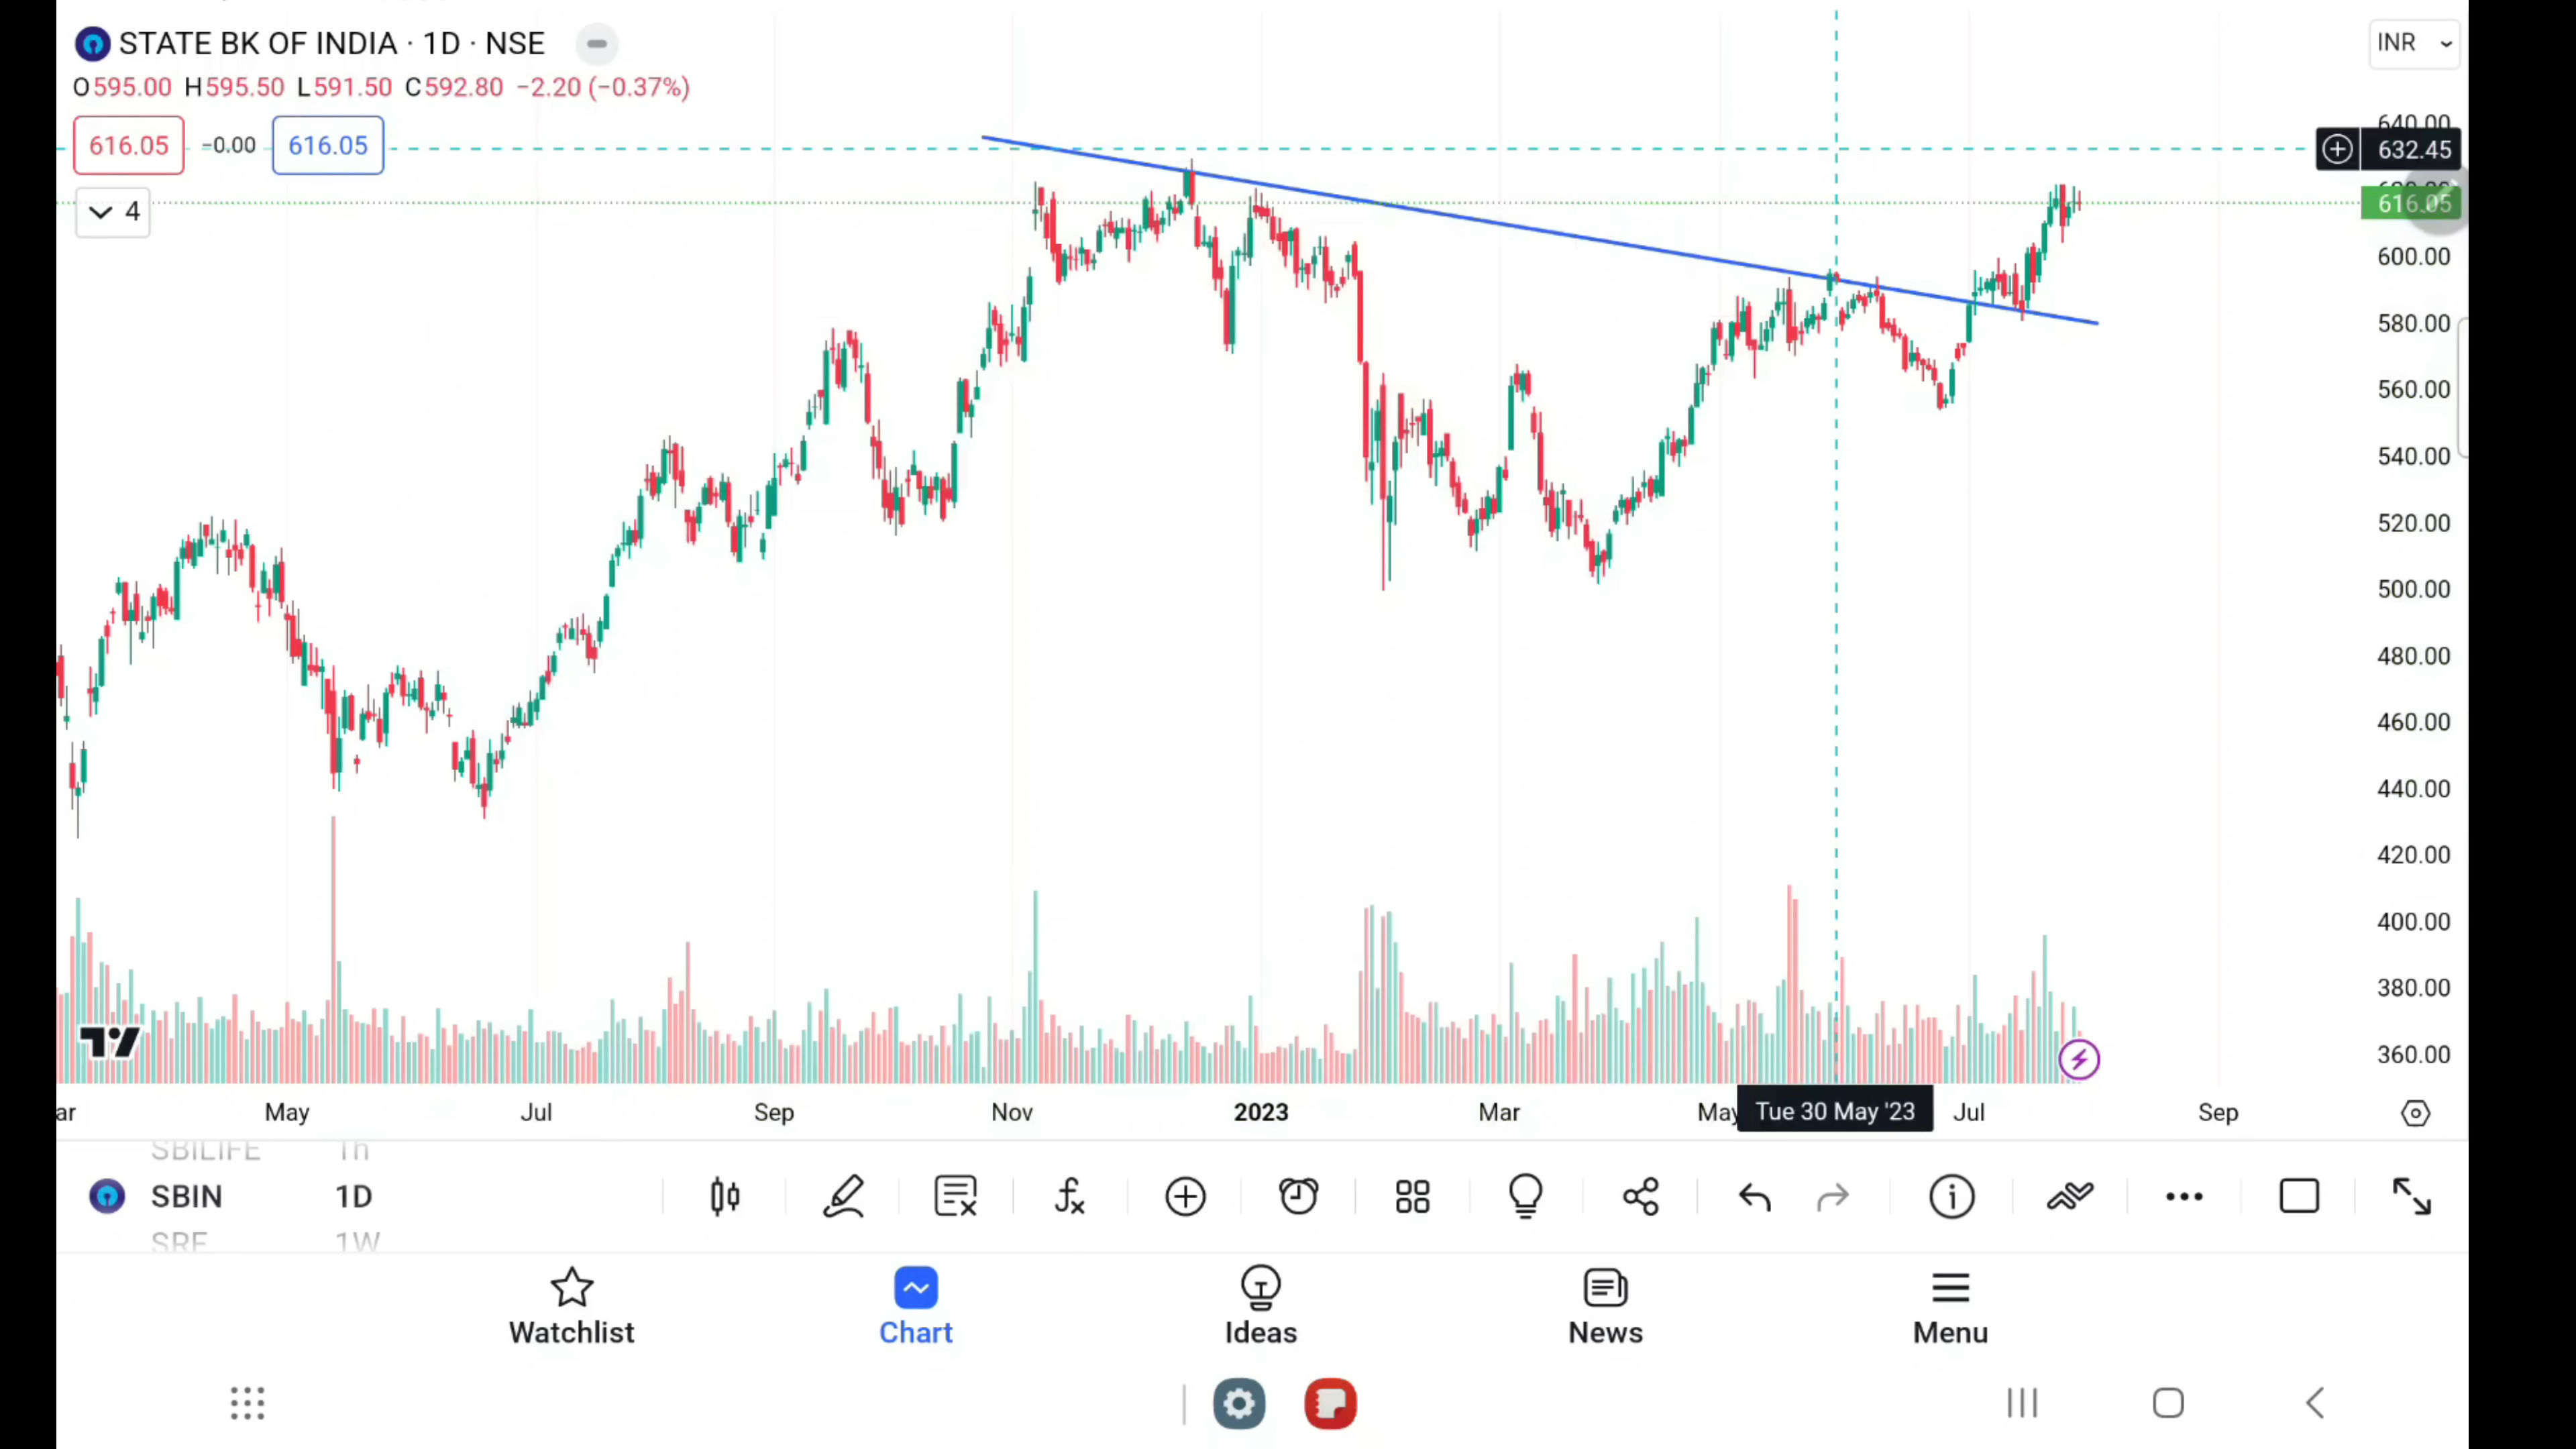 STATE BK OF INDIA · 1D · NSE
INR
O595.00 H595.50 L591.50 C592.80 −2.20 (−0.37%)
616.05 −0.00 616.05
4
640.00
632.45
616.05
600.00
580.00
560.00
540.00
520.00
500.00
480.00
460.00
440.00
420.00
400.00
380.00
360.00
ar May Jul Sep Nov 2023 Mar May Tue 30 May '23 Jul Sep
SBILIFE 1h
SBIN 1D
SRF 1W
Watchlist Chart Ideas News Menu